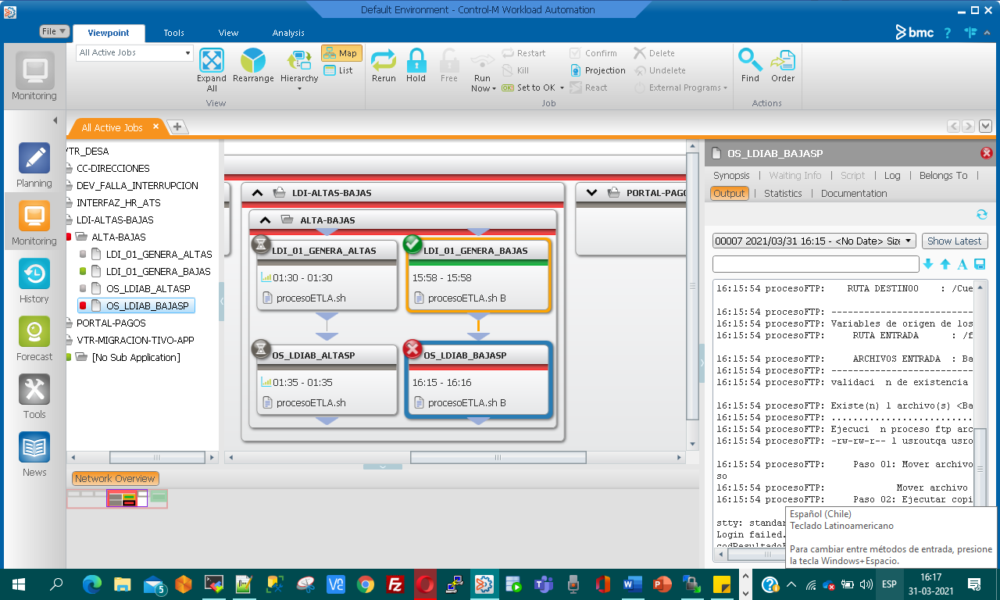 Default Environment - Control-M Workload Automation
File
Viewpoint
Tools
View
Analysis
bmc
?
Monitoring
All Active Jobs
Expand All
Rearrange
Hierarchy
Map
List
View
Rerun
Hold
Free
Run Now
Restart
Kill
Set to OK
Confirm
Projection
React
Delete
Undelete
External Programs
Job
Find
Order
Actions
All Active Jobs
Planning
Monitoring
History
Forecast
Tools
News
VTR_DESA
CC-DIRECCIONES
DEV_FALLA_INTERRUPCION
INTERFAZ_HR_ATS
LDI-ALTAS-BAJAS
ALTA-BAJAS
LDI_01_GENERA_ALTAS
LDI_01_GENERA_BAJAS
OS_LDIAB_ALTASP
OS_LDIAB_BAJASP
PORTAL-PAGOS
VTR-MIGRACION-TIVO-APP
[No Sub Application]
LDI-ALTAS-BAJAS
PORTAL-PAGO
ALTA-BAJAS
LDI_01_GENERA_ALTAS
01:30 - 01:30
procesoETLA.sh
LDI_01_GENERA_BAJAS
15:58 - 15:58
procesoETLA.sh B
OS_LDIAB_ALTASP
01:35 - 01:35
procesoETLA.sh
OS_LDIAB_BAJASP
16:15 - 16:16
procesoETLA.sh B
Network Overview
OS_LDIAB_BAJASP
Synopsis | Waiting Info | Script | Log | Belongs To |
Output | Statistics | Documentation
00007 2021/03/31 16:15 - <No Date> Size
Show Latest
16:15:54 procesoFTP: RUTA DESTINOO : /Cue
16:15:54 procesoFTP: ------------------------
16:15:54 procesoFTP: Variables de origen de los
16:15:54 procesoFTP: RUTA ENTRADA : /f
16:15:54 procesoFTP: ARCHIVOS ENTRADA : Ba
16:15:54 procesoFTP: ------------------------
16:15:54 procesoFTP: validaci n de existencia
16:15:54 procesoFTP: Existe(n) 1 archivo(s) <Ba
16:15:54 procesoFTP: ........................
16:15:54 procesoFTP: Ejecuci n proceso ftp arc
16:15:54 procesoFTP: -rw-rw-r-- 1 usroutqa usro
16:15:54 procesoFTP: Paso 01: Mover archivo
so
16:15:54 procesoFTP: Mover archivo
16:15:54 procesoFTP: Paso 02: Ejecutar copi
stty: standar
Login failed.
Español (Chile)
Teclado Latinoamericano
Para cambiar entre métodos de entrada, presione
la tecla Windows+Espacio.
5
ESP
16:17
31-03-2021